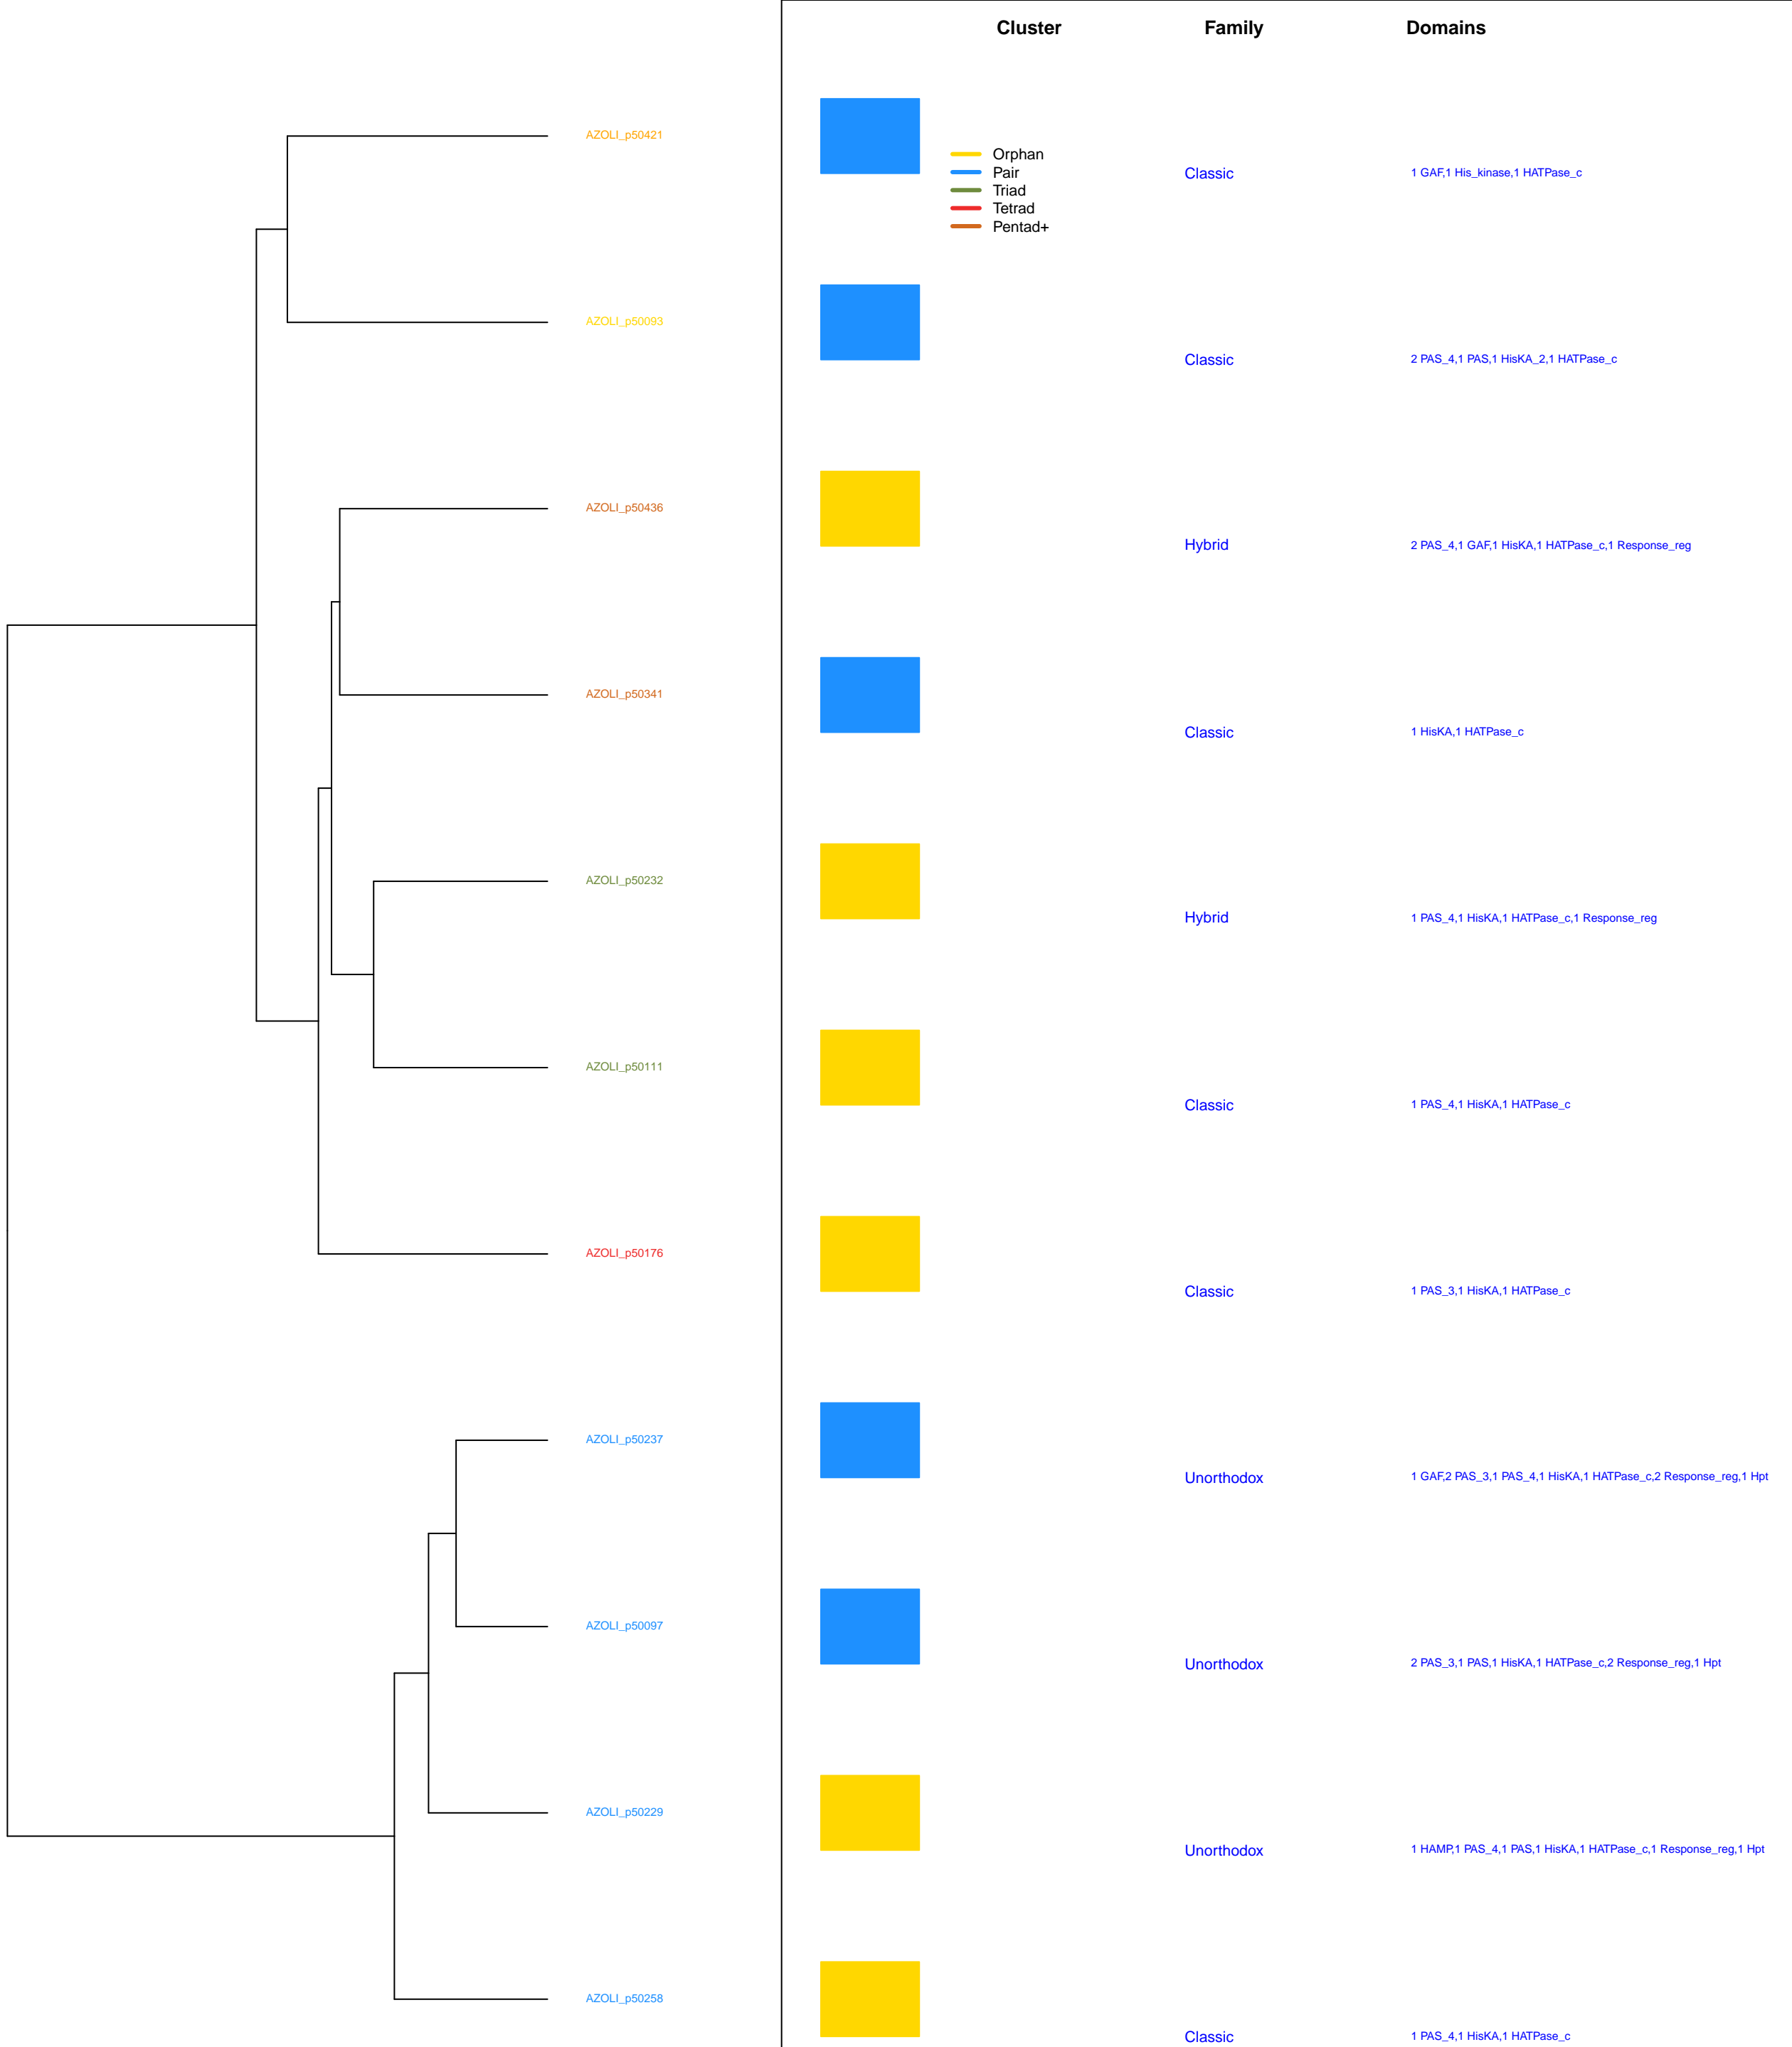 Cluster Family Domains
AZOLI_p50421
Orphan
Pair
Classic 1 GAF,1 His_kinase,1 HATPase_c
Triad
Tetrad
Pentad+
AZOLI_p50093
Classic 2 PAS_4,1 PAS,1 HisKA_2,1 HATPase_c
AZOLI_p50436
Hybrid 2 PAS_4,1 GAF,1 HisKA,1 HATPase_c,1 Response_reg
AZOLI_p50341
Classic 1 HisKA,1 HATPase_c
AZOLI_p50232
Hybrid 1 PAS_4,1 HisKA,1 HATPase_c,1 Response_reg
AZOLI_p50111
Classic 1 PAS_4,1 HisKA,1 HATPase_c
AZOLI_p50176
Classic 1 PAS_3,1 HisKA,1 HATPase_c
AZOLI_p50237
Unorthodox 1 GAF,2 PAS_3,1 PAS_4,1 HisKA,1 HATPase_c,2 Response_reg,1 Hpt
AZOLI_p50097
Unorthodox 2 PAS_3,1 PAS,1 HisKA,1 HATPase_c,2 Response_reg,1 Hpt
AZOLI_p50229
Unorthodox 1 HAMP,1 PAS_4,1 PAS,1 HisKA,1 HATPase_c,1 Response_reg,1 Hpt
AZOLI_p50258
Classic 1 PAS_4,1 HisKA,1 HATPase_c